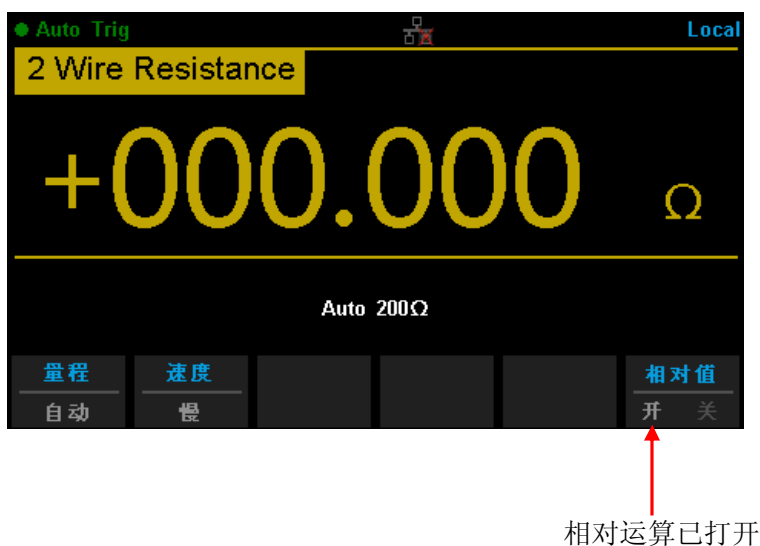 Auto Trig Local
2 Wire Resistance
+000.000 Ω
Auto 200Ω
量程 速度 相对值
自动 慢 开 关
相对运算已打开